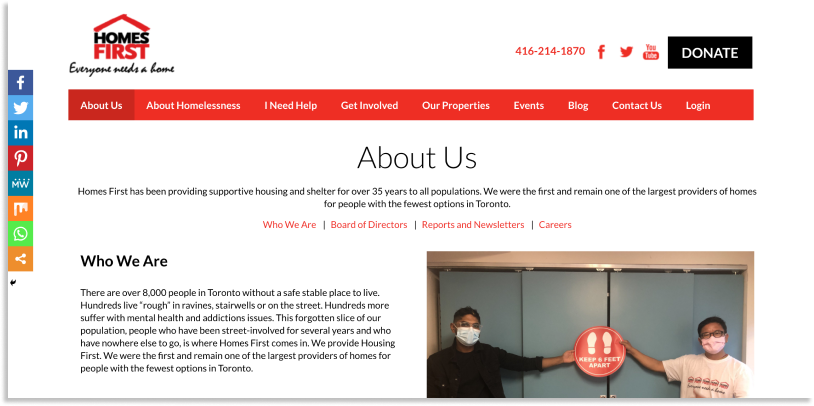 HOMES
FIRST
Everyone needs a home
416-214-1870
You
Tube
DONATE
About Us
About Homelessness
I Need Help
Get Involved
Our Properties
Events
Blog
Contact Us
Login
About Us
Homes First has been providing supportive housing and shelter for over 35 years to all populations. We were the first and remain one of the largest providers of homes
for people with the fewest options in Toronto.
Who We Are | Board of Directors | Reports and Newsletters | Careers
Who We Are
There are over 8,000 people in Toronto without a safe stable place to live.
Hundreds live "rough" in ravines, stairwells or on the street. Hundreds more
suffer with mental health and addictions issues. This forgotten slice of our
population, people who have been street-involved for several years and who
have nowhere else to go, is where Homes First comes in. We provide Housing
First. We were the first and remain one of the largest providers of homes for
people with the fewest options in Toronto.
KEEP 6 FEET
APART
in
MW